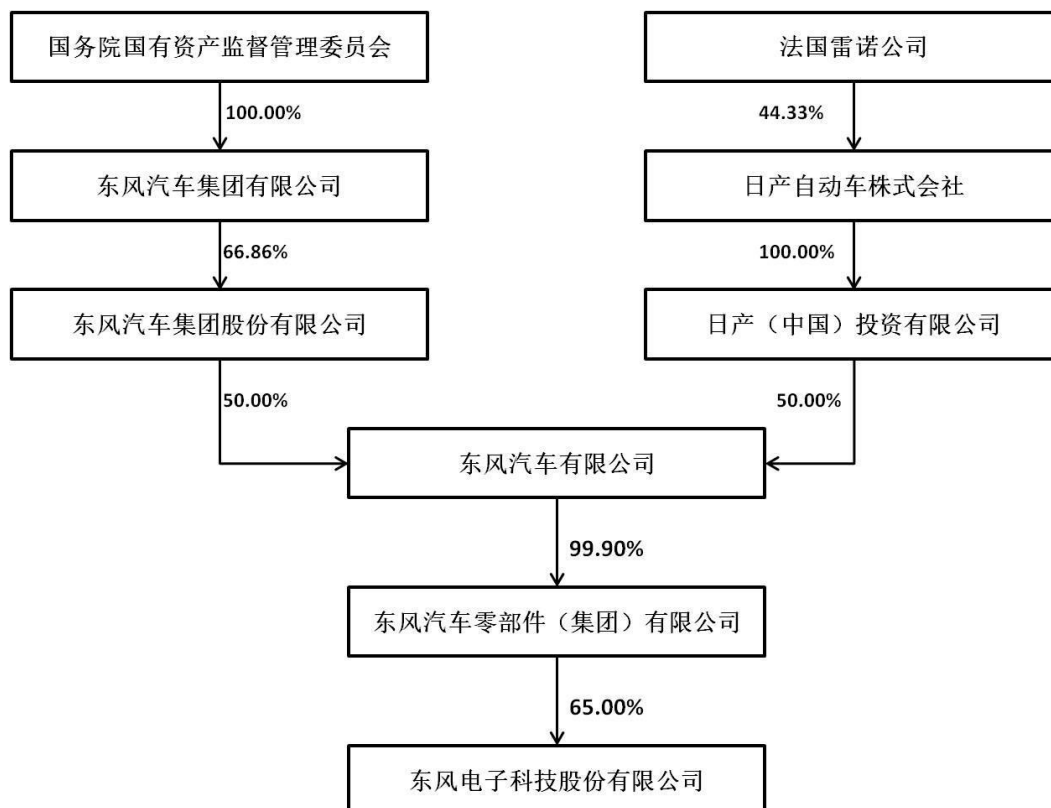 国务院国有资产监督管理委员会
法国雷诺公司
100.00%
44.33%
东风汽车集团有限公司
日产自动车株式会社
66.86%
100.00%
东风汽车集团股份有限公司
日产（中国）投资有限公司
50.00%
50.00%
东风汽车有限公司
99.90%
东风汽车零部件（集团）有限公司
65.00%
东风电子科技股份有限公司